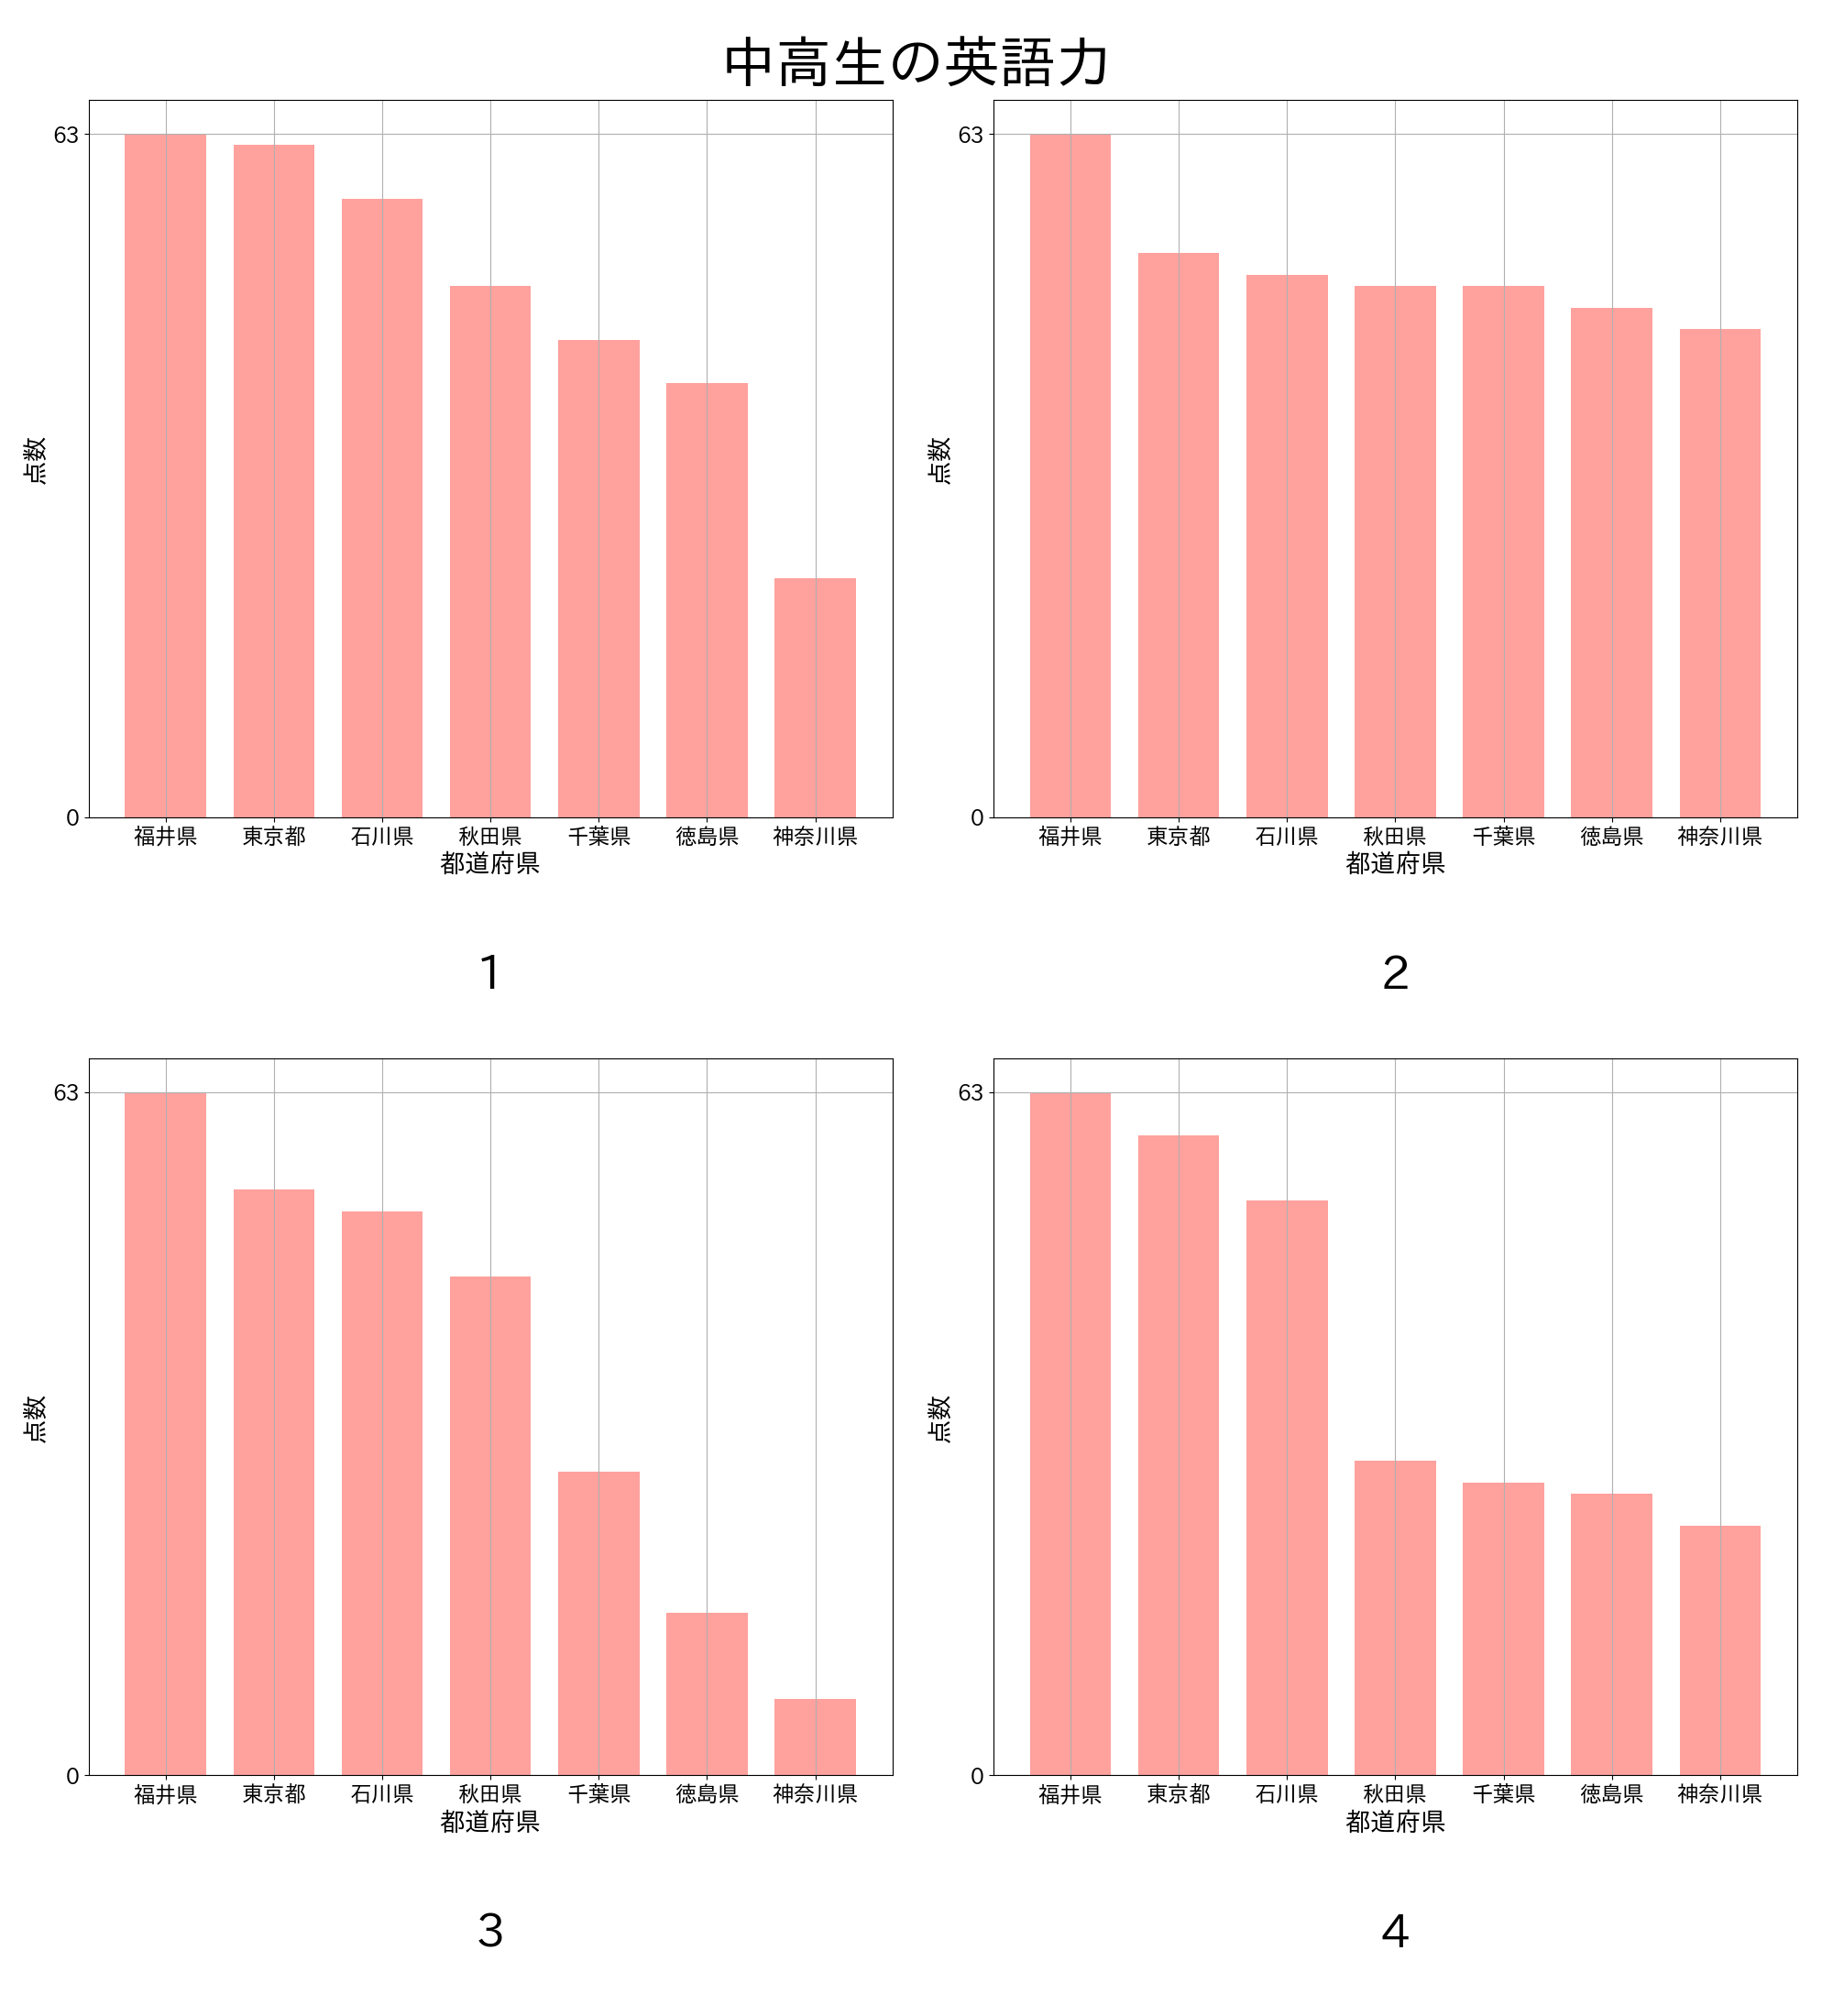 中高生の英語力
63
0
点数
福井県 東京都 石川県 秋田県 千葉県 徳島県 神奈川県
都道府県
1
63
0
点数
福井県 東京都 石川県 秋田県 千葉県 徳島県 神奈川県
都道府県
2
63
0
点数
福井県 東京都 石川県 秋田県 千葉県 徳島県 神奈川県
都道府県
3
63
0
点数
福井県 東京都 石川県 秋田県 千葉県 徳島県 神奈川県
都道府県
4